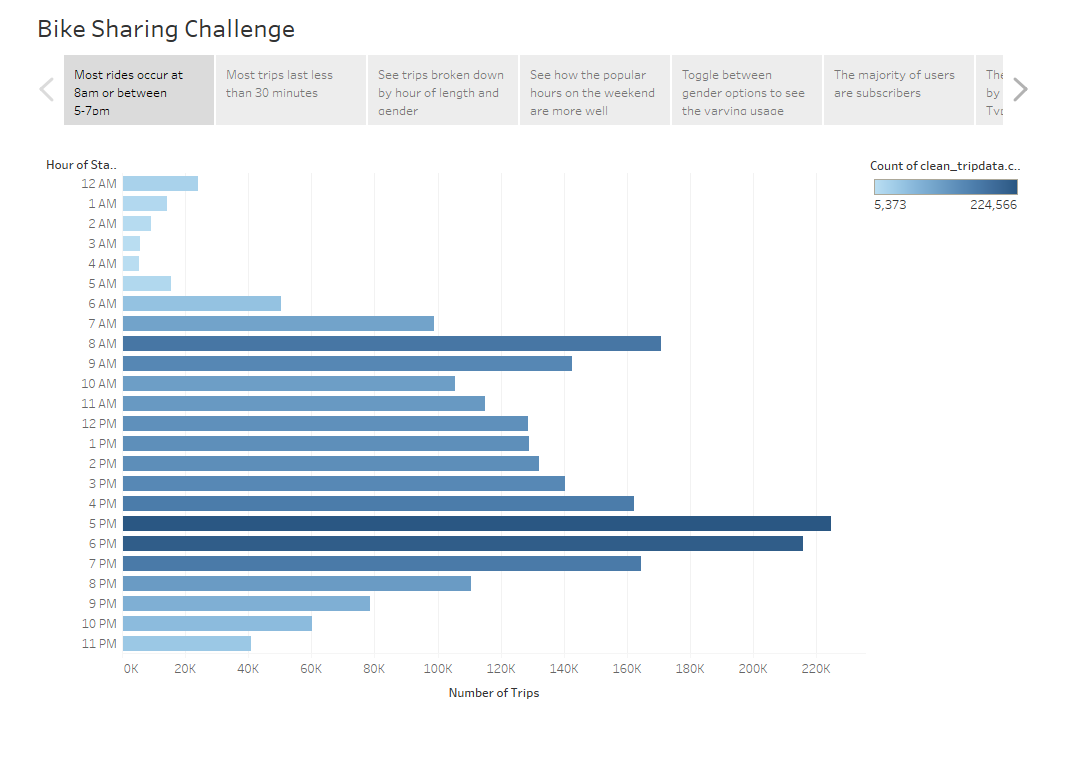 Bike Sharing Challenge
Most rides occur at
8am or between
5-7pm
Most trips last less
than 30 minutes
See trips broken down
by hour of length and
gender
See how the popular
hours on the weekend
are more well
Toggle between
gender options to see
the varying usage
The majority of users
are subscribers
The
by
Hour of Sta..
12 AM
1 AM
2 AM
3 AM
4 AM
5 AM
6 AM
7 AM
8 AM
9 AM
10 AM
11 AM
12 PM
1 PM
2 PM
3 PM
4 PM
5 PM
6 PM
7 PM
8 PM
9 PM
10 PM
11 PM
0K 20K 40K 60K 80K 100K 120K 140K 160K 180K 200K 220K
Number of Trips
Count of clean_tripdata.c..
5,373 224,566